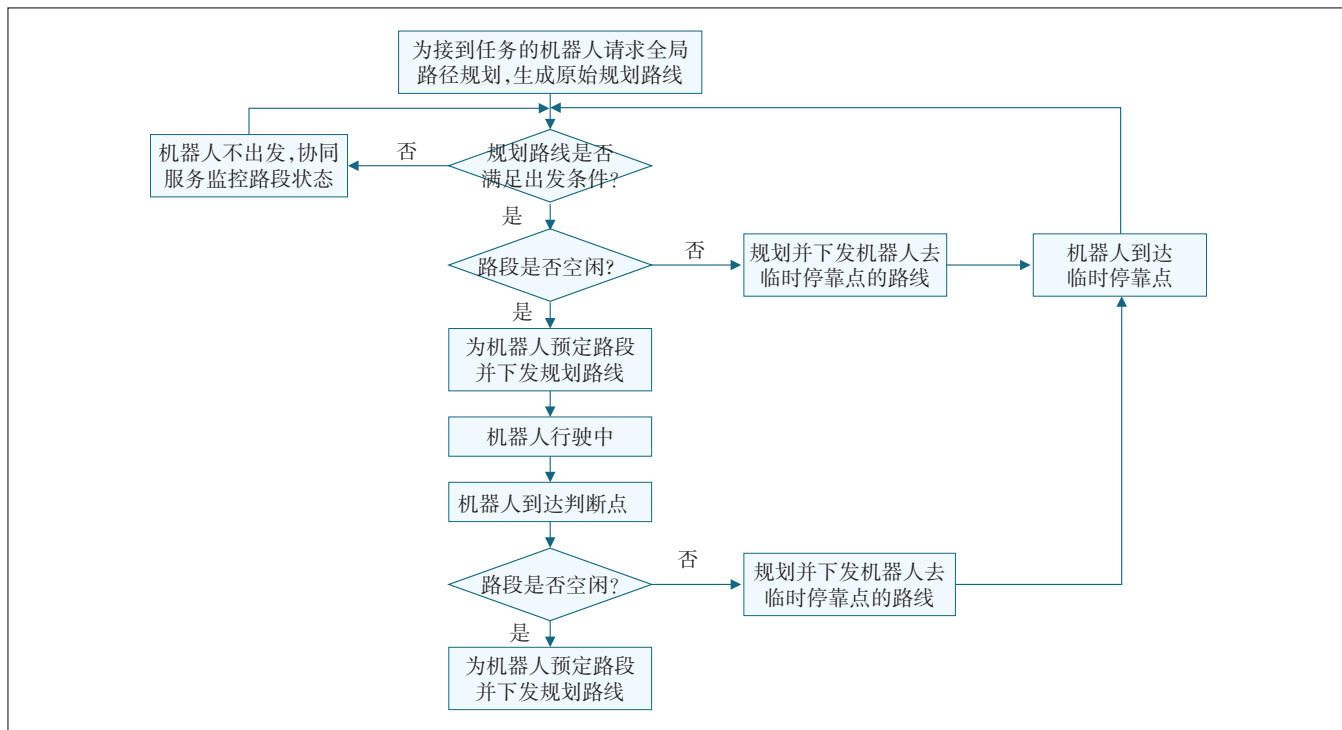 为接到任务的机器人请求全局
路径规划,生成原始规划路线
机器人不出发,协同
服务监控路段状态
否
规划路线是否
满足出发条件?
是
路段是否空闲?
否
规划并下发机器人去
临时停靠点的路线
机器人到达
临时停靠点
是
为机器人预定路段
并下发规划路线
机器人行驶中
机器人到达判断点
路段是否空闲?
否
规划并下发机器人去
临时停靠点的路线
是
为机器人预定路段
并下发规划路线